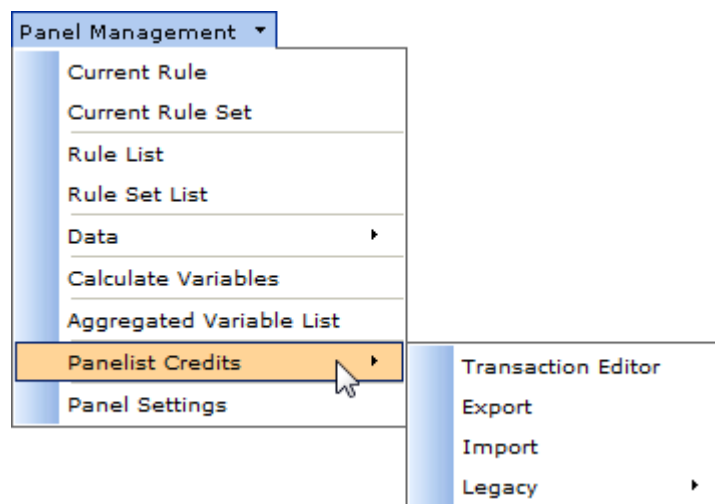 Panel Management
Current Rule
Current Rule Set
Rule List
Rule Set List
Data
Calculate Variables
Aggregated Variable List
Panelist Credits
Panel Settings
Transaction Editor
Export
Import
Legacy